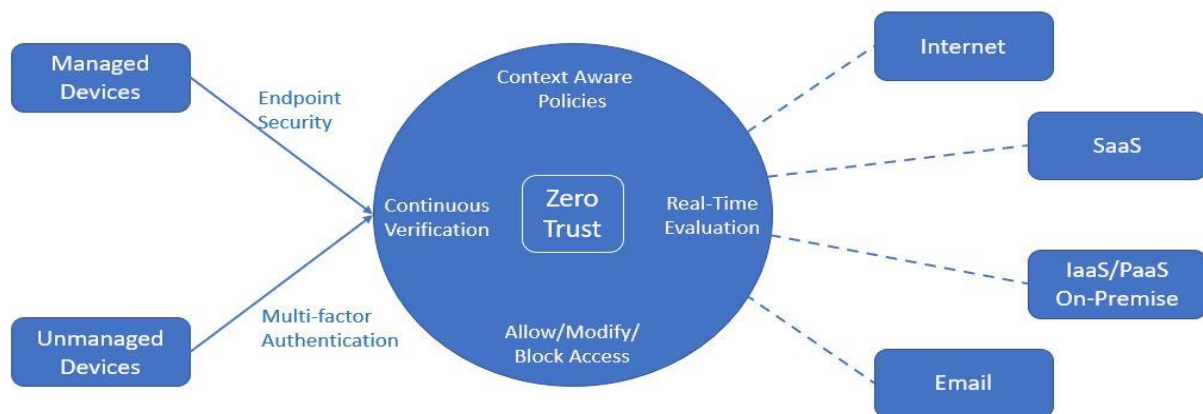 Managed
Devices
Endpoint
Security
Unmanaged
Devices
Multi-factor
Authentication
Context Aware
Policies
Continuous
Verification
Zero
Trust
Real-Time
Evaluation
Allow/Modify/
Block Access
Internet
SaaS
IaaS/PaaS
On-Premise
Email